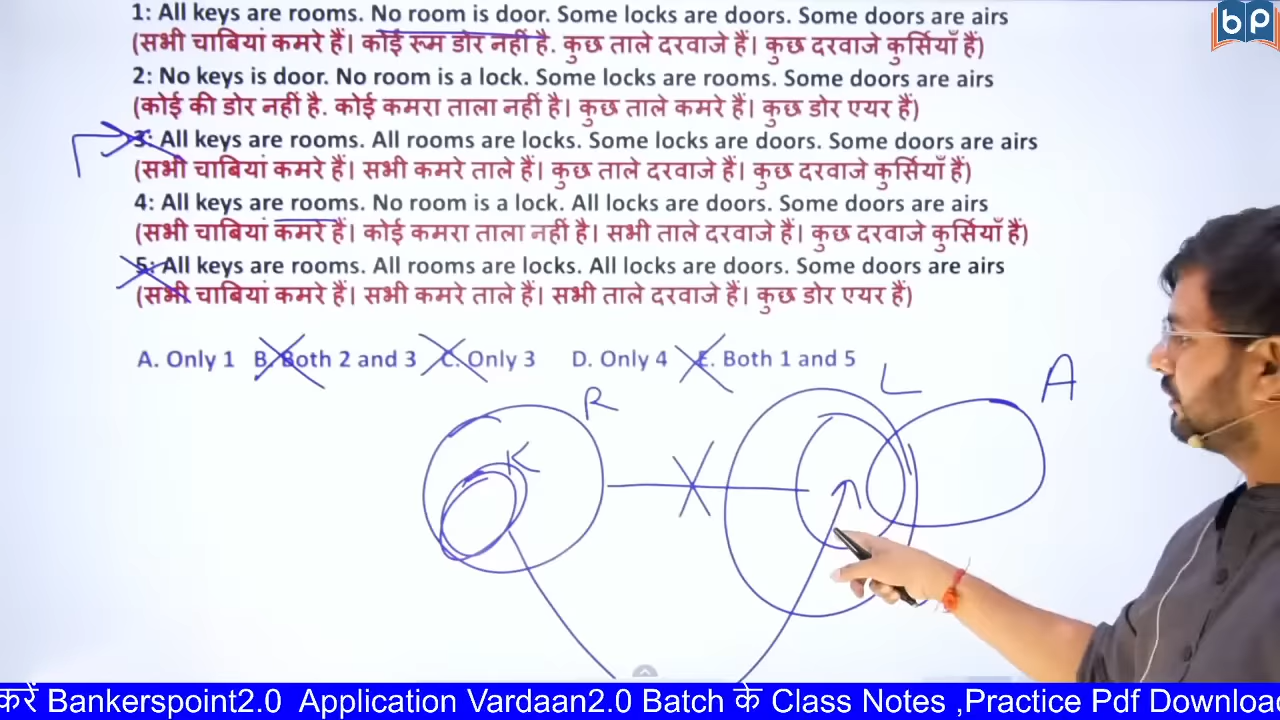 1: All keys are rooms. No room is door. Some locks are doors. Some doors are airs
(सभी चाबियां कमरे हैं। कोई रूम डोर नहीं है. कुछ ताले दरवाजे हैं। कुछ दरवाजे कुर्सियाँ हैं)
2: No keys is door. No room is a lock. Some locks are rooms. Some doors are airs
(कोई की डोर नहीं है. कोई कमरा ताला नहीं है। कुछ ताले कमरे हैं। कुछ डोर एयर हैं)
3: All keys are rooms. All rooms are locks. Some locks are doors. Some doors are airs
(सभी चाबियां कमरे हैं। सभी कमरे ताले हैं। कुछ ताले दरवाजे हैं। कुछ दरवाजे कुर्सियाँ हैं)
4: All keys are rooms. No room is a lock. All locks are doors. Some doors are airs
(सभी चाबियां कमरे हैं। कोई कमरा ताला नहीं है। सभी ताले दरवाजे हैं। कुछ दरवाजे कुर्सियाँ हैं)
5: All keys are rooms. All rooms are locks. All locks are doors. Some doors are airs
(सभी चाबियां कमरे हैं। सभी कमरे ताले हैं। सभी ताले दरवाजे हैं। कुछ डोर एयर हैं)
A. Only 1 B. Both 2 and 3 C. Only 3 D. Only 4 E. Both 1 and 5
R K L A
bp
करें Bankerspoint2.0 Application Vardaan2.0 Batch के Class Notes ,Practice Pdf